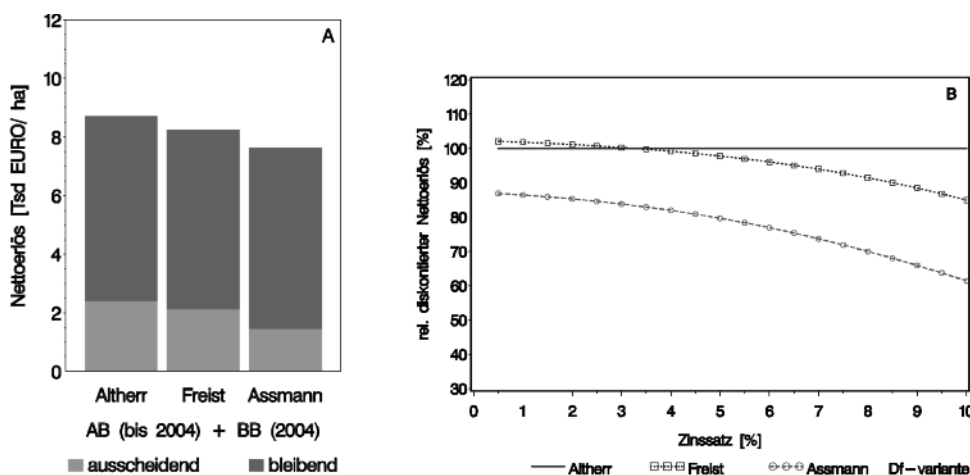 12
10
8
6
4
2
0
Nettoerlös [Tsd EURO/ ha]
A
Altherr Freist Assmann
AB (bis 2004) + BB (2004)
ausscheidend bleibend
120
110
100
90
80
70
60
50
40
30
rel. diskontierter Nettoerlös [%]
B
0 1 2 3 4 5 6 7 8 9 10
Zinssatz [%]
Altherr Freist Assmann Df-variante